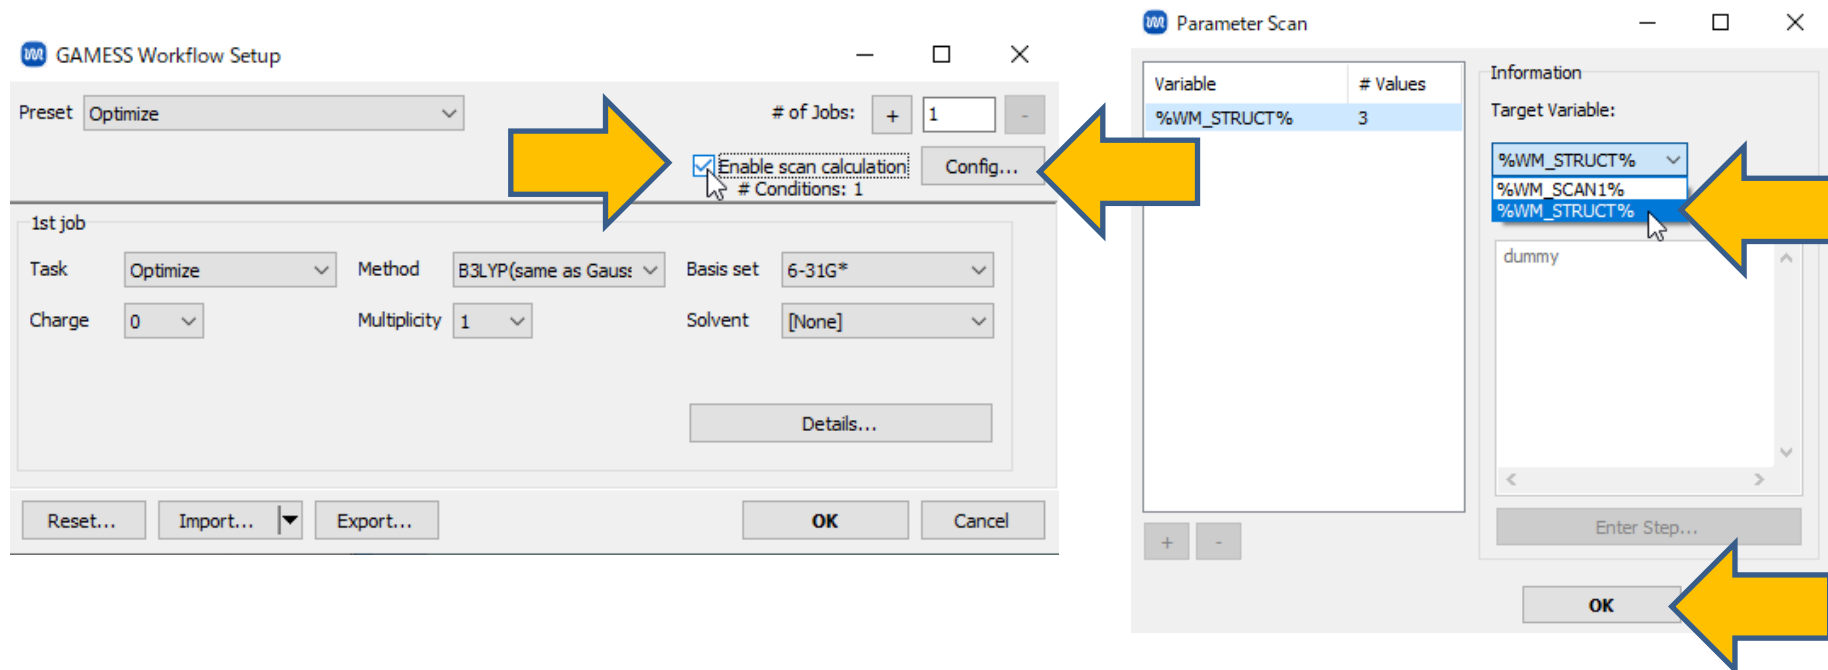 GAMESS Workflow Setup
Preset Optimize
# of Jobs: + 1 -
Enable scan calculation Config...
# Conditions: 1
1st job
Task Optimize Method B3LYP(same as Gauss Basis set 6-31G*
Charge 0 Multiplicity 1 Solvent [None]
Details...
Reset... Import... Export... OK Cancel
Parameter Scan
Variable # Values
%WM_STRUCT% 3
+ -
Information
Target Variable:
%WM_STRUCT%
%WM_SCAN1%
%WM_STRUCT%
dummy
Enter Step...
OK